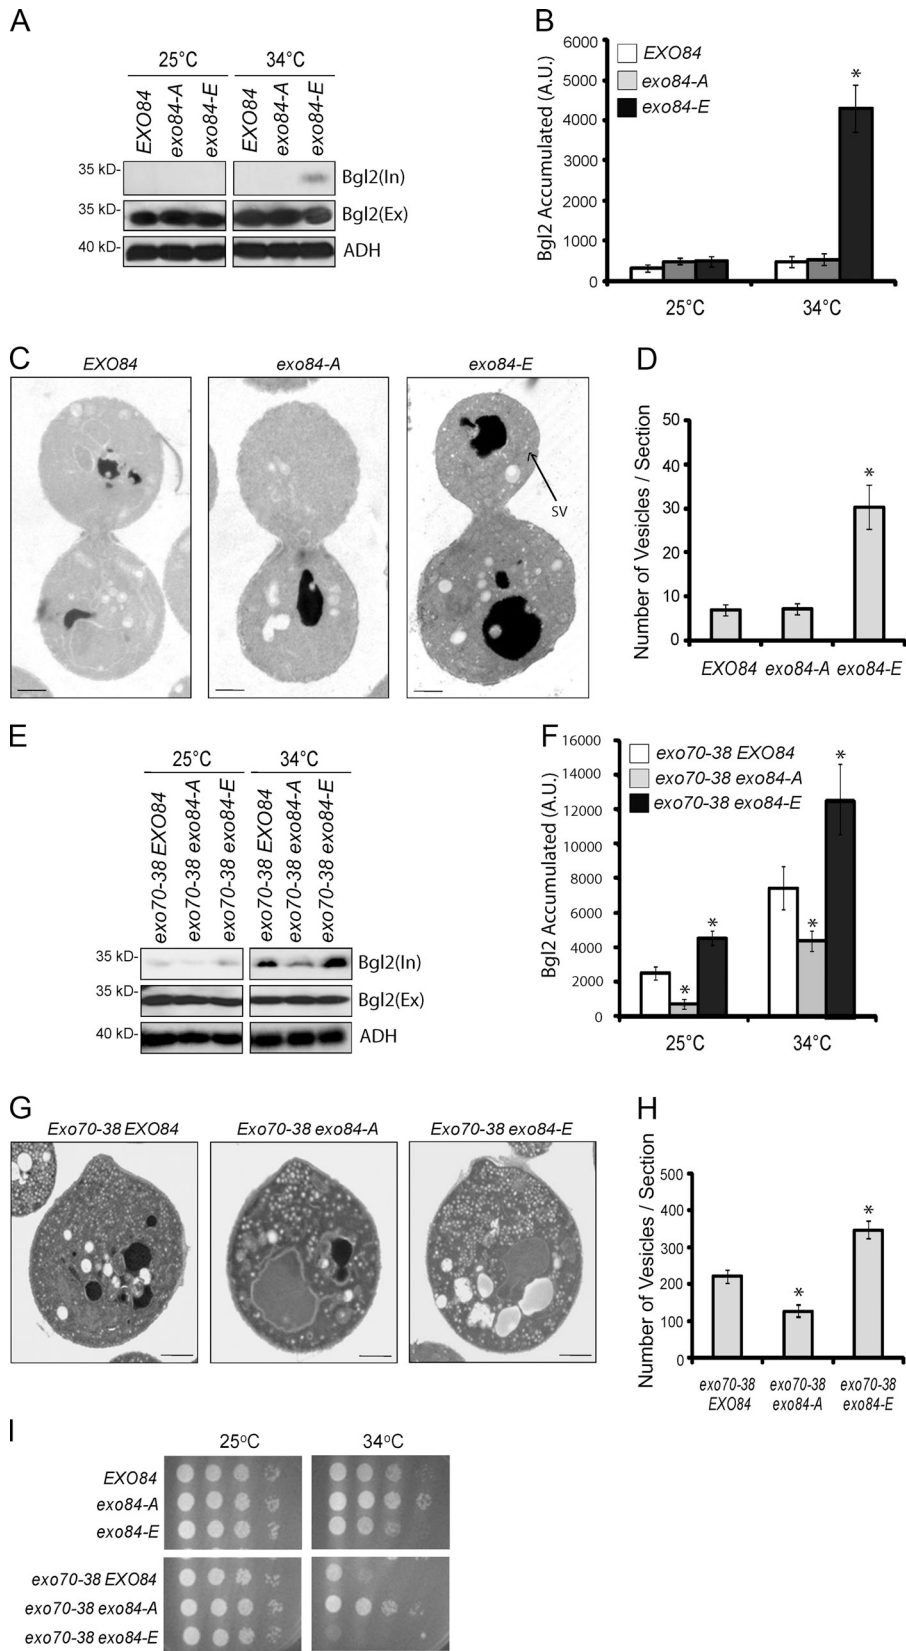 A
25°C
34°C
EXO84
exo84-A
exo84-E
EXO84
exo84-A
exo84-E
35 kD-
Bgl2(In)
35 kD-
Bgl2(Ex)
40 kD-
ADH
B
Bgl2 Accumulated (A.U.)
6000
5000
4000
3000
2000
1000
0
EXO84
exo84-A
exo84-E
*
25°C
34°C
C
EXO84
exo84-A
exo84-E
SV
D
Number of Vesicles / Section
50
40
30
20
10
0
*
EXO84
exo84-A
exo84-E
E
25°C
34°C
exo70-38 EXO84
exo70-38 exo84-A
exo70-38 exo84-E
exo70-38 EXO84
exo70-38 exo84-A
exo70-38 exo84-E
35 kD-
Bgl2(In)
35 kD-
Bgl2(Ex)
40 kD-
ADH
F
Bgl2 Accumulated (A.U.)
16000
14000
12000
10000
8000
6000
4000
2000
0
exo70-38 EXO84
exo70-38 exo84-A
exo70-38 exo84-E
*
*
*
*
25°C
34°C
G
Exo70-38 EXO84
Exo70-38 exo84-A
Exo70-38 exo84-E
H
Number of Vesicles / Section
500
400
300
200
100
0
*
*
exo70-38
EXO84
exo70-38
exo84-A
exo70-38
exo84-E
I
25°C
34°C
EXO84
exo84-A
exo84-E
exo70-38 EXO84
exo70-38 exo84-A
exo70-38 exo84-E